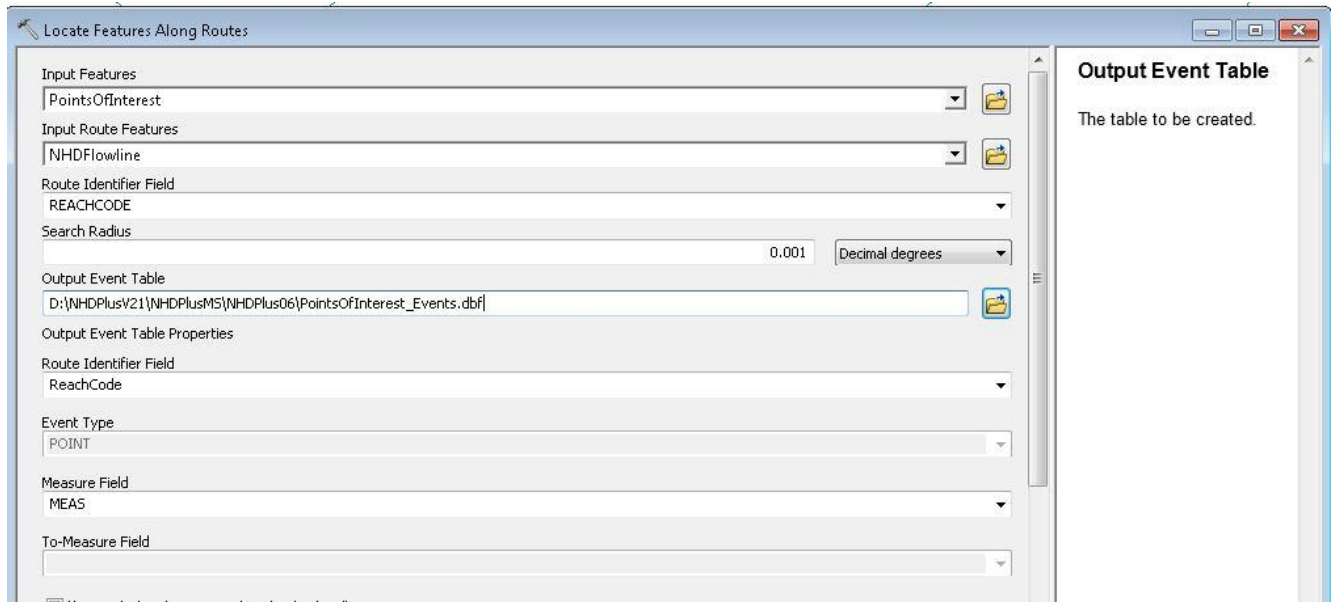 Locate Features Along Routes
Input Features
PointsOfInterest
Input Route Features
NHDFlowline
Route Identifier Field
REACHCODE
Search Radius
0.001 Decimal degrees
Output Event Table
D:\NHDPlusV21\NHDPlusMS\NHDPlus06\PointsOfInterest_Events.dbf
Output Event Table Properties
Route Identifier Field
ReachCode
Event Type
POINT
Measure Field
MEAS
To-Measure Field
Output Event Table
The table to be created.